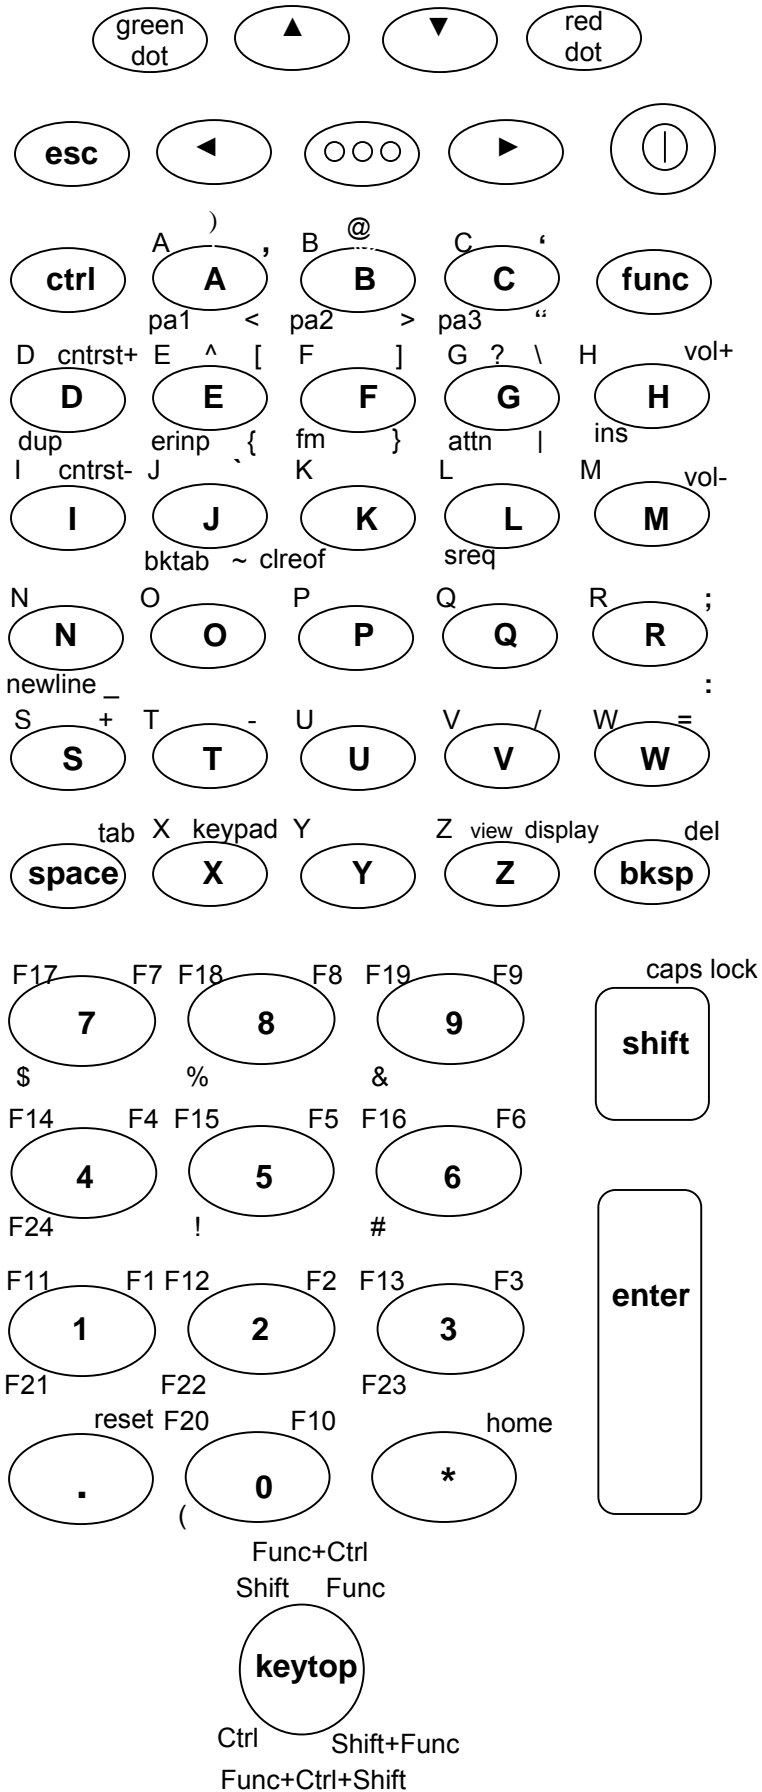 green dot ▲ ▼ red dot
esc ◄ ○○○ ► |
) @
A , B C ‘
ctrl A B C func
pa1 < pa2 > pa3 “
D cntrst+ E ^ [ F ] G ? \ H vol+
D E F G H
dup erinp { fm } attn | ins
I cntrst- J ` K L M vol-
I J K L M
bktab ~ clreof sreq
N O P Q R ;
N O P Q R
newline _ :
S + T - U V / W =
S T U V W
tab X keypad Y Z view display del
space X Y Z bksp
F17 F7 F18 F8 F19 F9 caps lock
7 8 9 shift
$ % &
F14 F4 F15 F5 F16 F6
4 5 6
F24 ! #
F11 F1 F12 F2 F13 F3
1 2 3 enter
F21 F22 F23
reset F20 F10 home
. 0 *
(
Func+Ctrl
Shift Func
keytop
Ctrl Shift+Func
Func+Ctrl+Shift